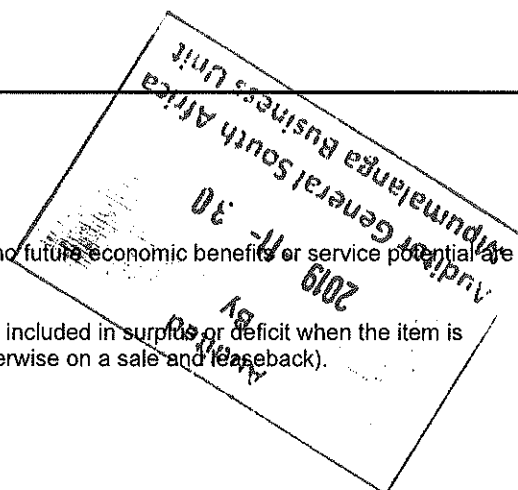 no future economic benefits or service potential are
included in surplus or deficit when the item is
erwise on a sale and leaseback).
Audited
By
2019 -11- 30
Auditor General South Africa
Mpumalanga Business Unit